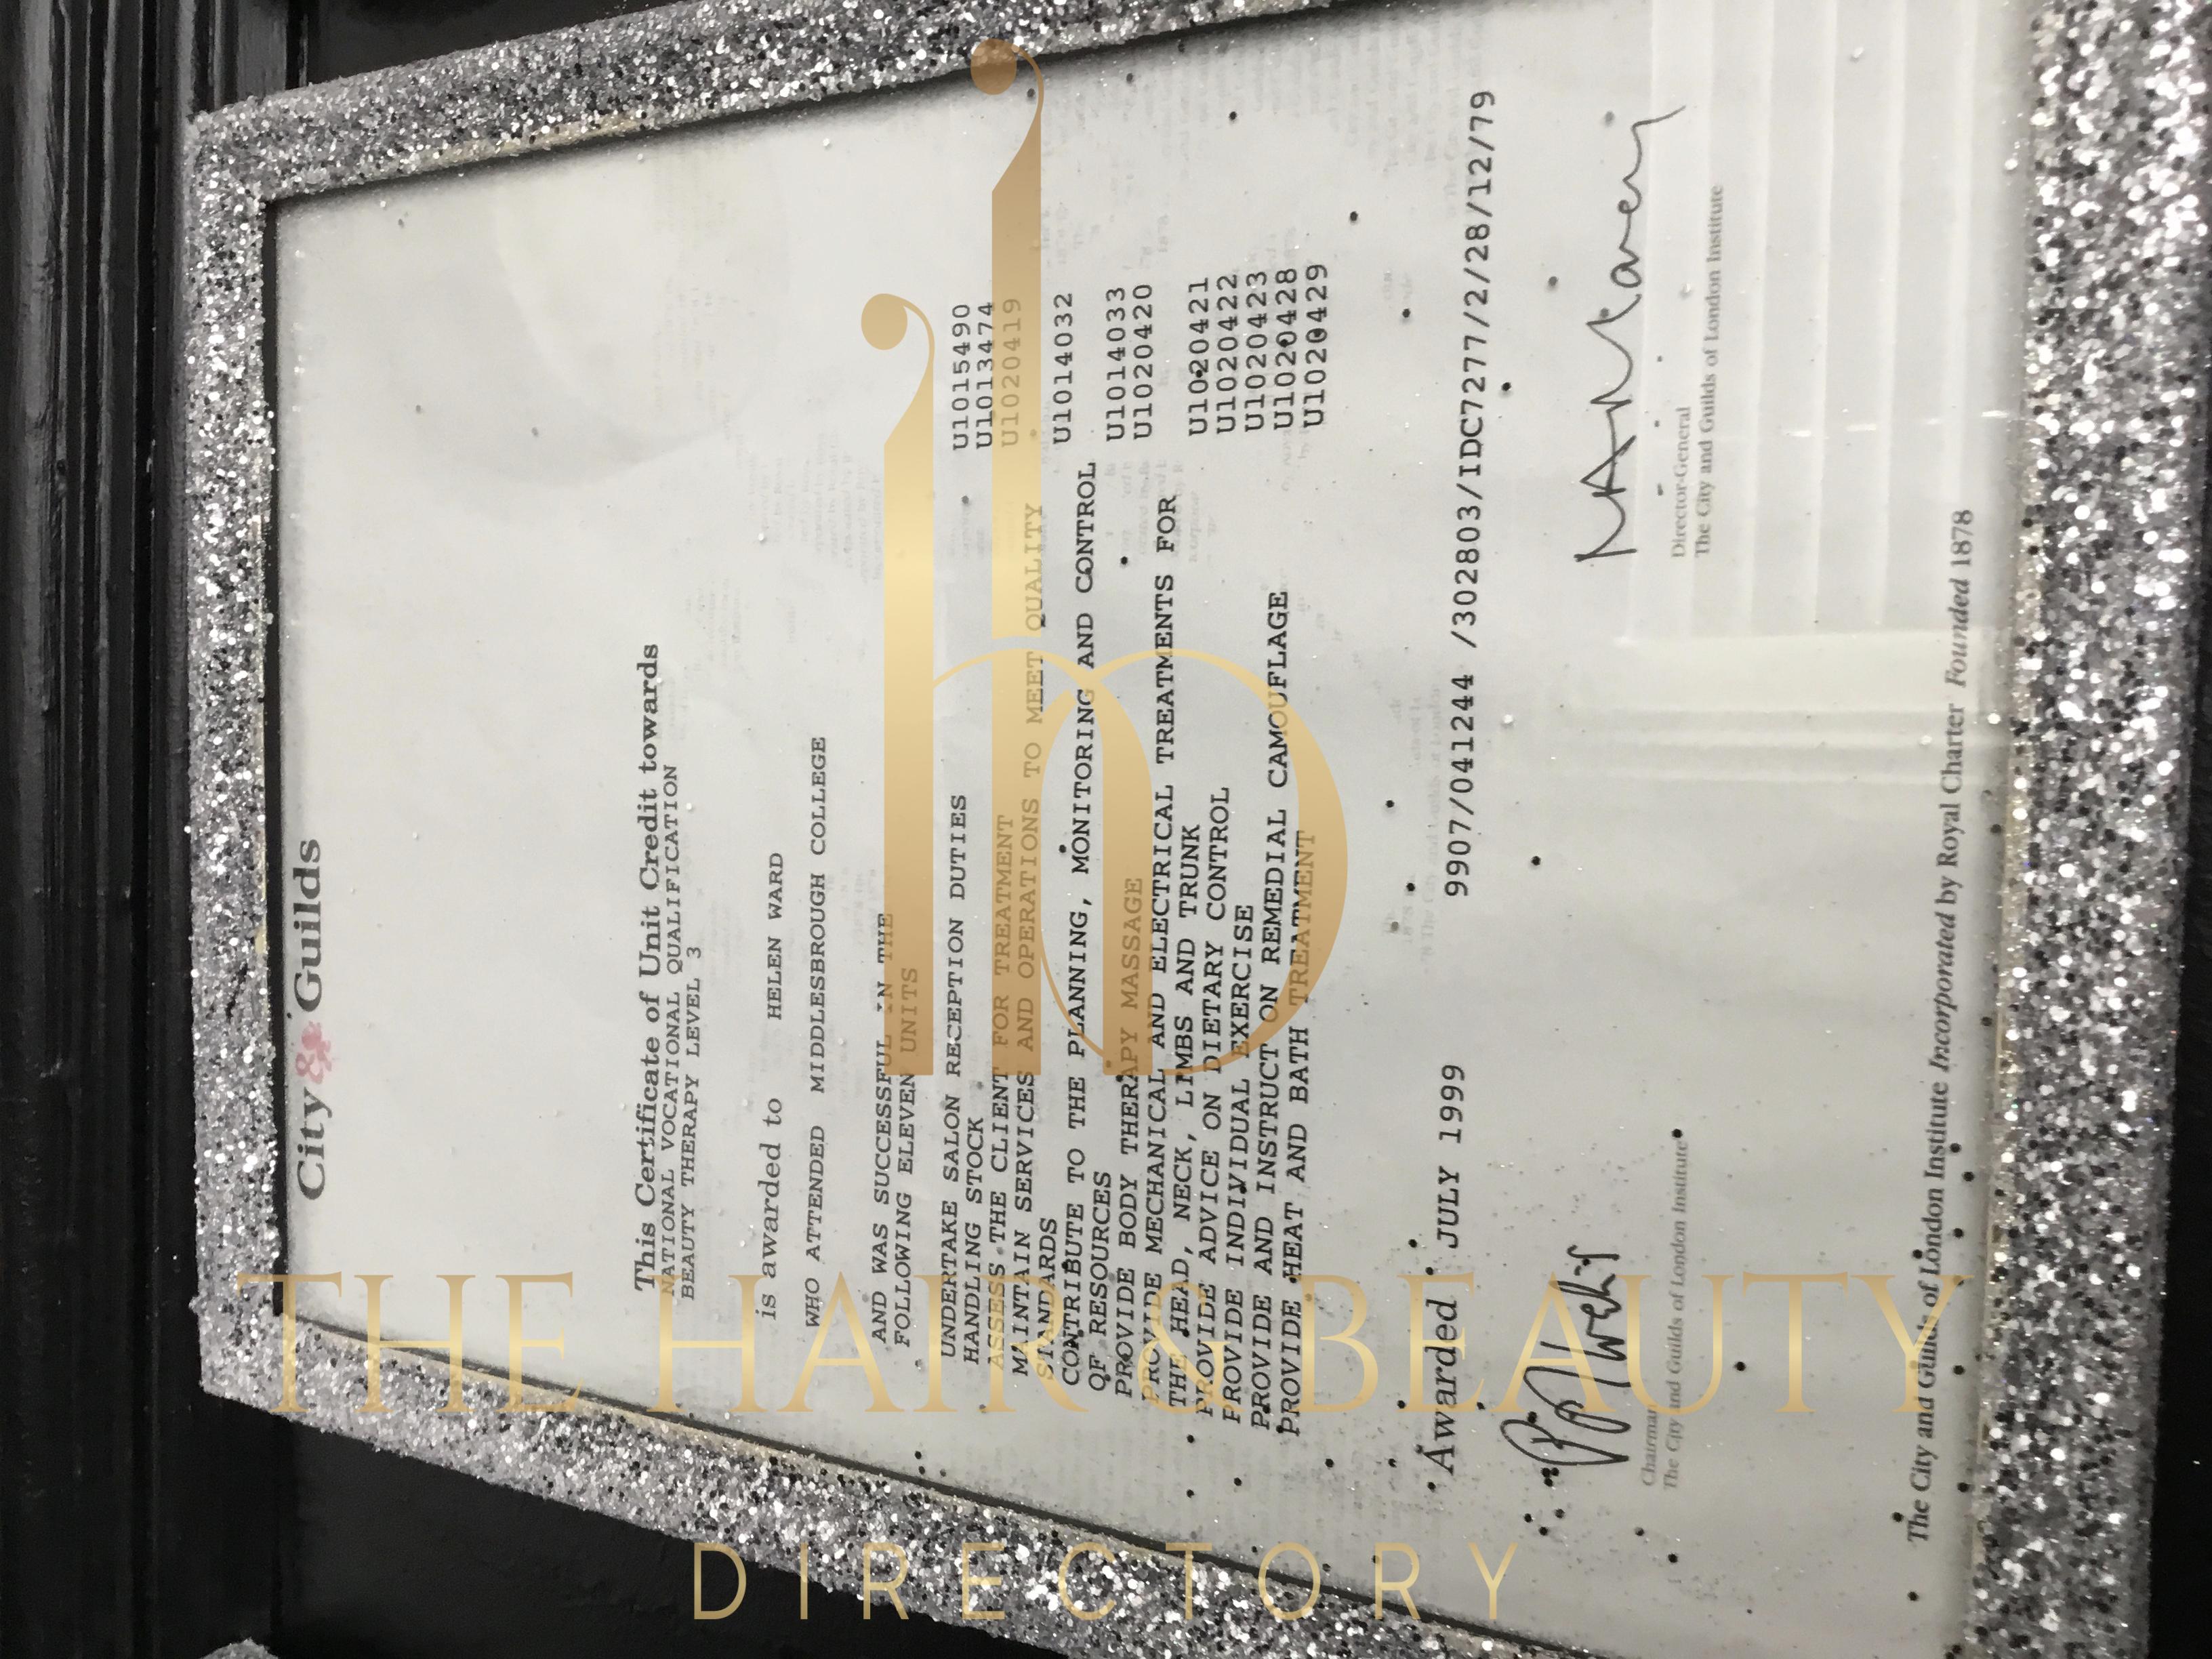 City & Guilds
This Certificate of Unit Credit towards
NATIONAL VOCATIONAL QUALIFICATION
BEAUTY THERAPY LEVEL 3
is awarded to HELEN WARD
WHO ATTENDED MIDDLESBROUGH COLLEGE
AND WAS SUCCESSFUL IN THE
FOLLOWING ELEVEN UNITS
UNDERTAKE SALON RECEPTION DUTIES U1015490
HANDLING STOCK U1013474
ASSESS THE CLIENT FOR TREATMENT U1020419
MAINTAIN SERVICES AND OPERATIONS TO MEET QUALITY
STANDARDS U1014032
CONTRIBUTE TO THE PLANNING, MONITORING AND CONTROL
OF RESOURCES U1014033
PROVIDE BODY THERAPY MASSAGE U1020420
PROVIDE MECHANICAL AND ELECTRICAL TREATMENTS FOR
THE HEAD, NECK, LIMBS AND TRUNK U1020421
PROVIDE ADVICE ON DIETARY CONTROL U1020422
PROVIDE INDIVIDUAL EXERCISE U1020423
PROVIDE AND INSTRUCT ON REMEDIAL CAMOUFLAGE U1020428
PROVIDE HEAT AND BATH TREATMENT U1020429
Awarded JULY 1999 9907/041244 /302803/IDC7277/2/28/12/79
Chairman
The City and Guilds of London Institute
Director-General
The City and Guilds of London Institute
The City and Guilds of London Institute Incorporated by Royal Charter Founded 1878
hb
THE HAIR & BEAUTY
DIRECTORY